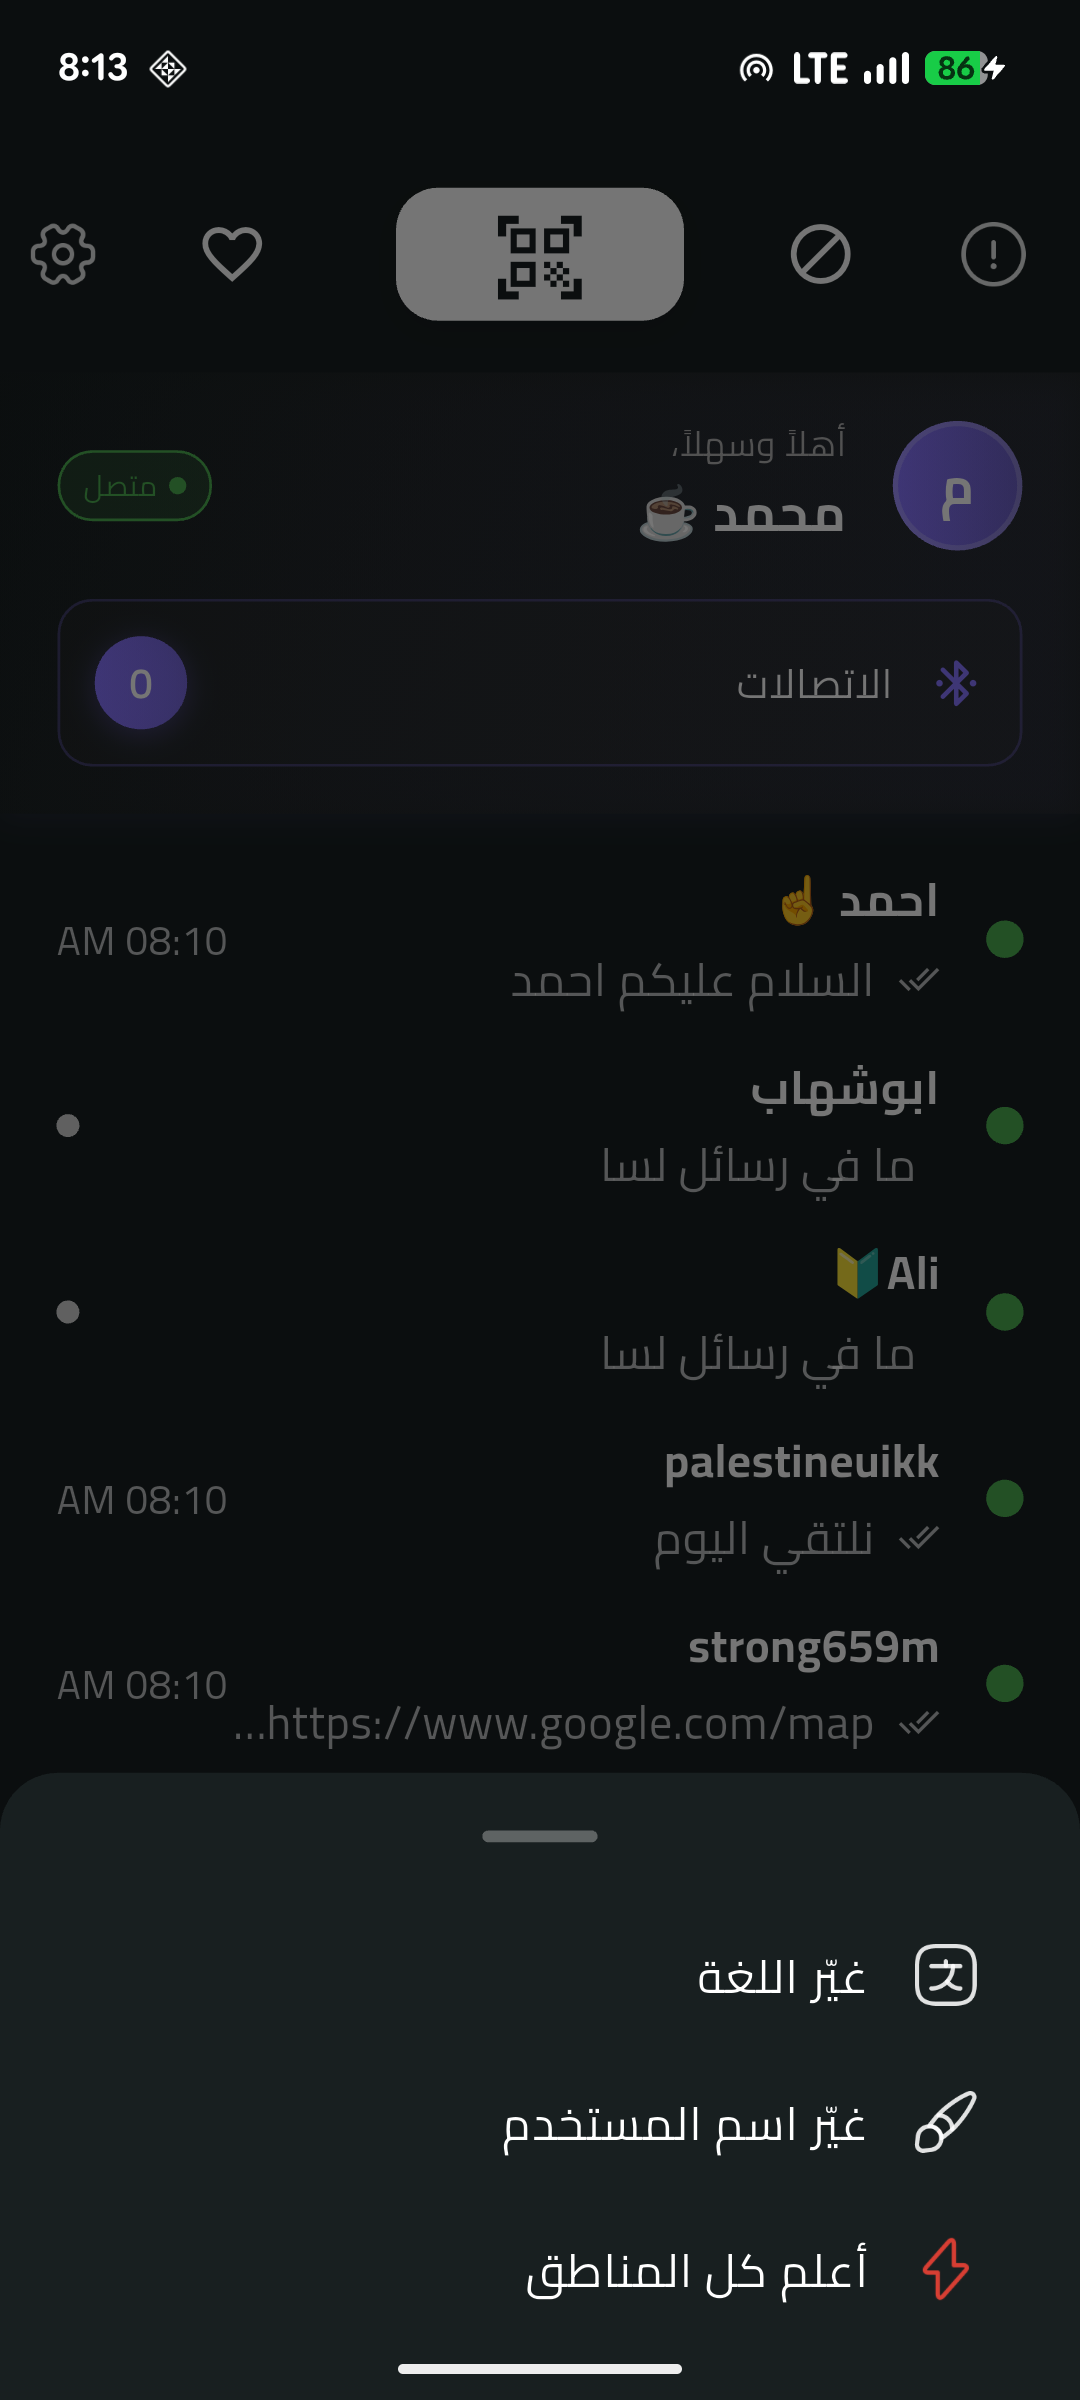 8:13 LTE 86
أهلاً وسهلاً،
محمد ☕
م
متصل
الاتصالات
0
احمد ☝
السلام عليكم احمد
08:10 AM
ابوشهاب
ما في رسائل لسا
Ali🔰
ما في رسائل لسا
palestineuikk
نلتقي اليوم
08:10 AM
strong659m
https://www.google.com/map...
08:10 AM
غيّر اللغة
غيّر اسم المستخدم
أعلم كل المناطق